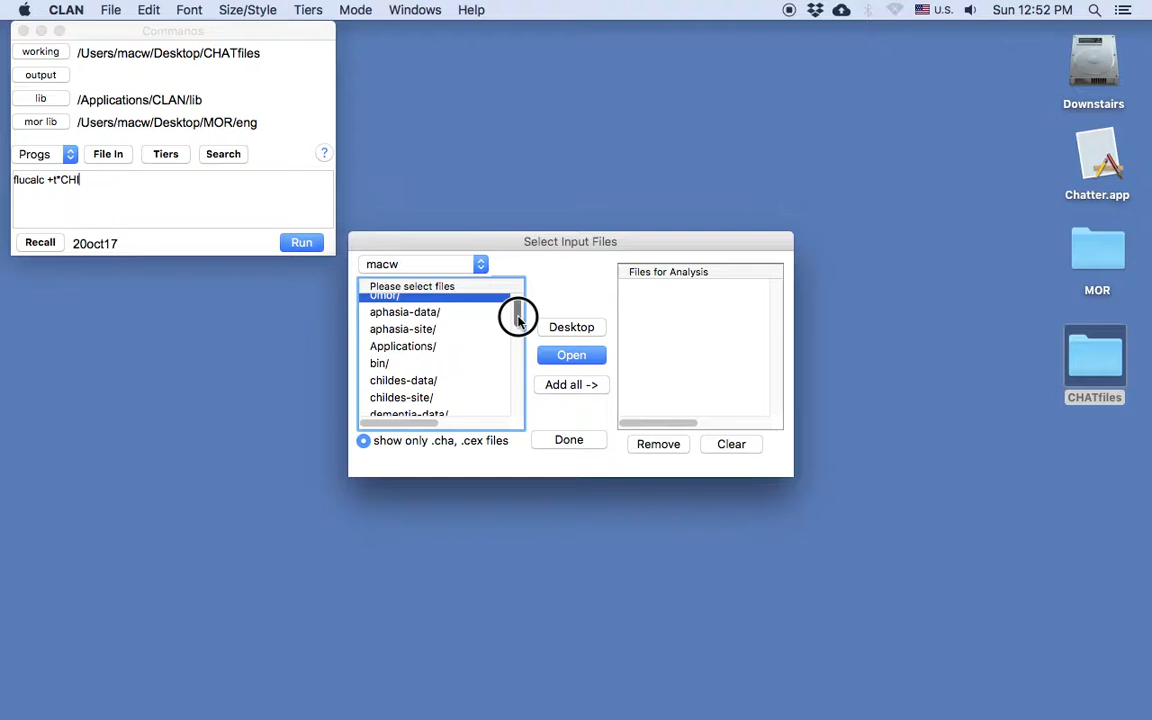 CLAN File Edit Font Size/Style Tiers Mode Windows Help U.S. Sun 12:52 PM
Commands
working /Users/macw/Desktop/CHATfiles
output
lib /Applications/CLAN/lib
mor lib /Users/macw/Desktop/MOR/eng
Progs File In Tiers Search ?
flucalc +t*CHI
Recall 20oct17 Run
Select Input Files
macw
Please select files
0mor/
aphasia-data/
aphasia-site/
Applications/
bin/
childes-data/
childes-site/
dementia-data/
show only .cha, .cex files
Desktop
Open
Add all ->
Done
Files for Analysis
Remove Clear
Downstairs
Chatter.app
MOR
CHATfiles